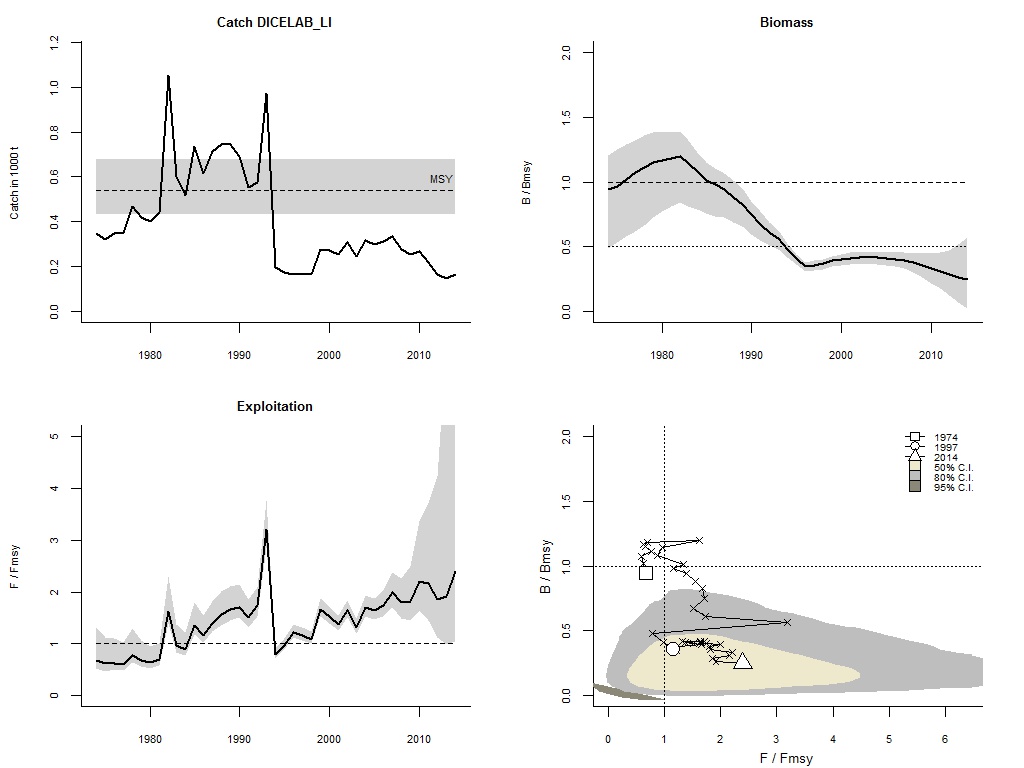 Catch DICELAB_LI
Catch in 1000 t
1.2
1.0
0.8
0.6
0.4
0.2
0.0
MSY
1980 1990 2000 2010
Biomass
B / Bmsy
2.0
1.5
1.0
0.5
0.0
1980 1990 2000 2010
Exploitation
F / Fmsy
5
4
3
2
1
0
1980 1990 2000 2010
B / Bmsy
2.0
1.5
1.0
0.5
0.0
1974
1997
2014
50% C.I.
80% C.I.
95% C.I.
0 1 2 3 4 5 6
F / Fmsy